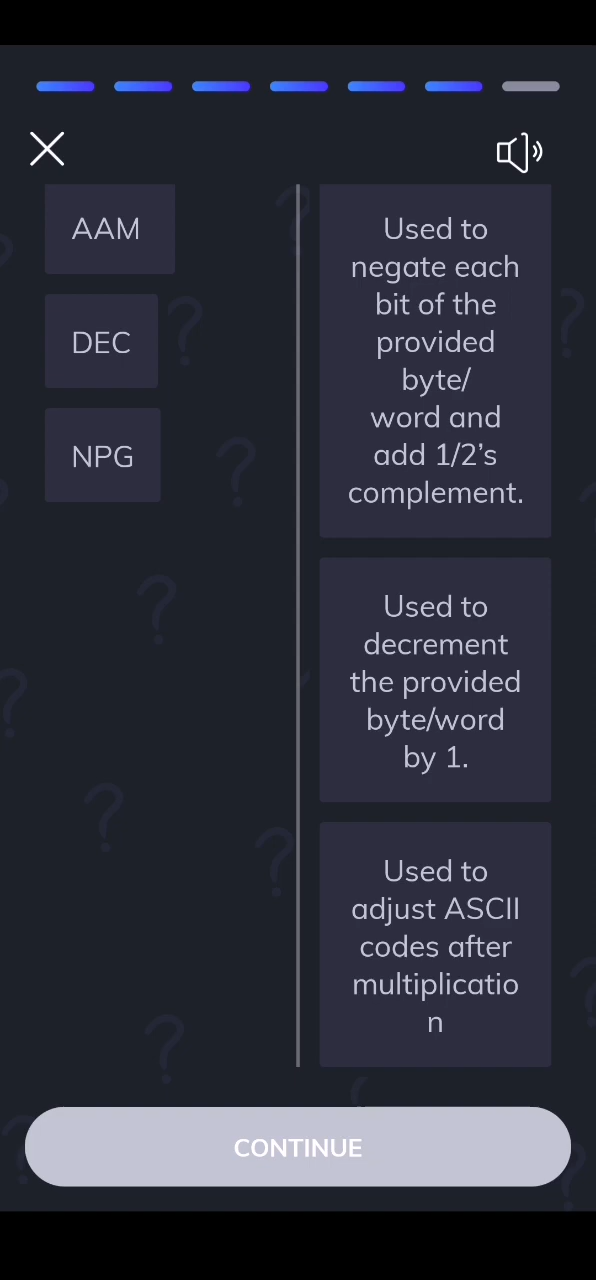 AAM
DEC
NPG
Used to
negate each
bit of the
provided
byte/
word and
add 1/2’s
complement.
Used to
decrement
the provided
byte/word
by 1.
Used to
adjust ASCII
codes after
multiplicatio
n
CONTINUE